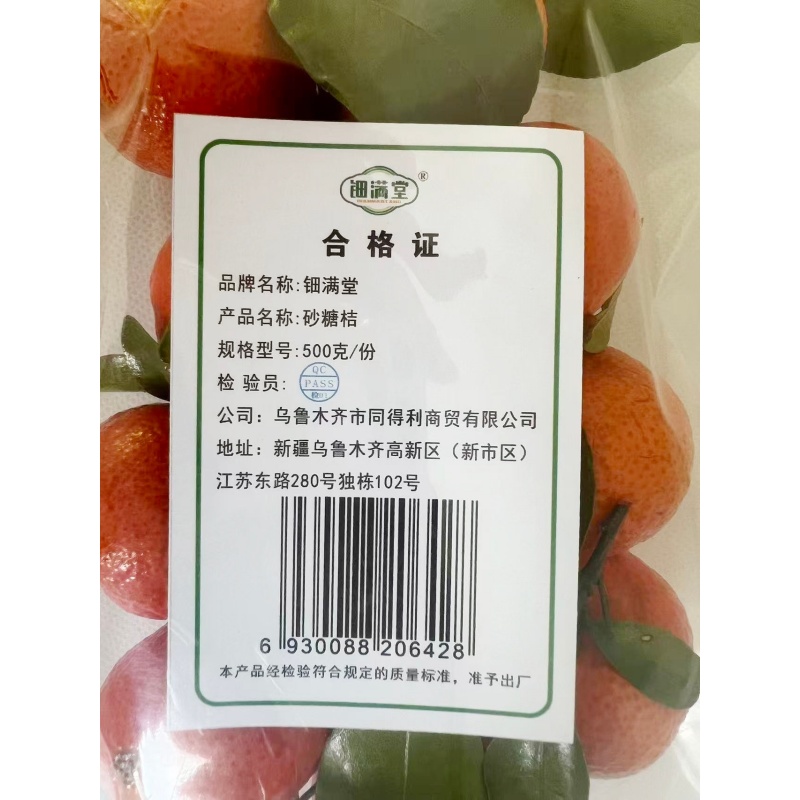 钿满堂®
合格证
品牌名称:钿满堂
产品名称:砂糖桔
规格型号:500克/份
检验员:
QC
PASS
公司：乌鲁木齐市同得利商贸有限公司
地址：新疆乌鲁木齐高新区（新市区）
江苏东路280号独栋102号
6 930088 206428
本产品经检验符合规定的质量标准，准予出厂